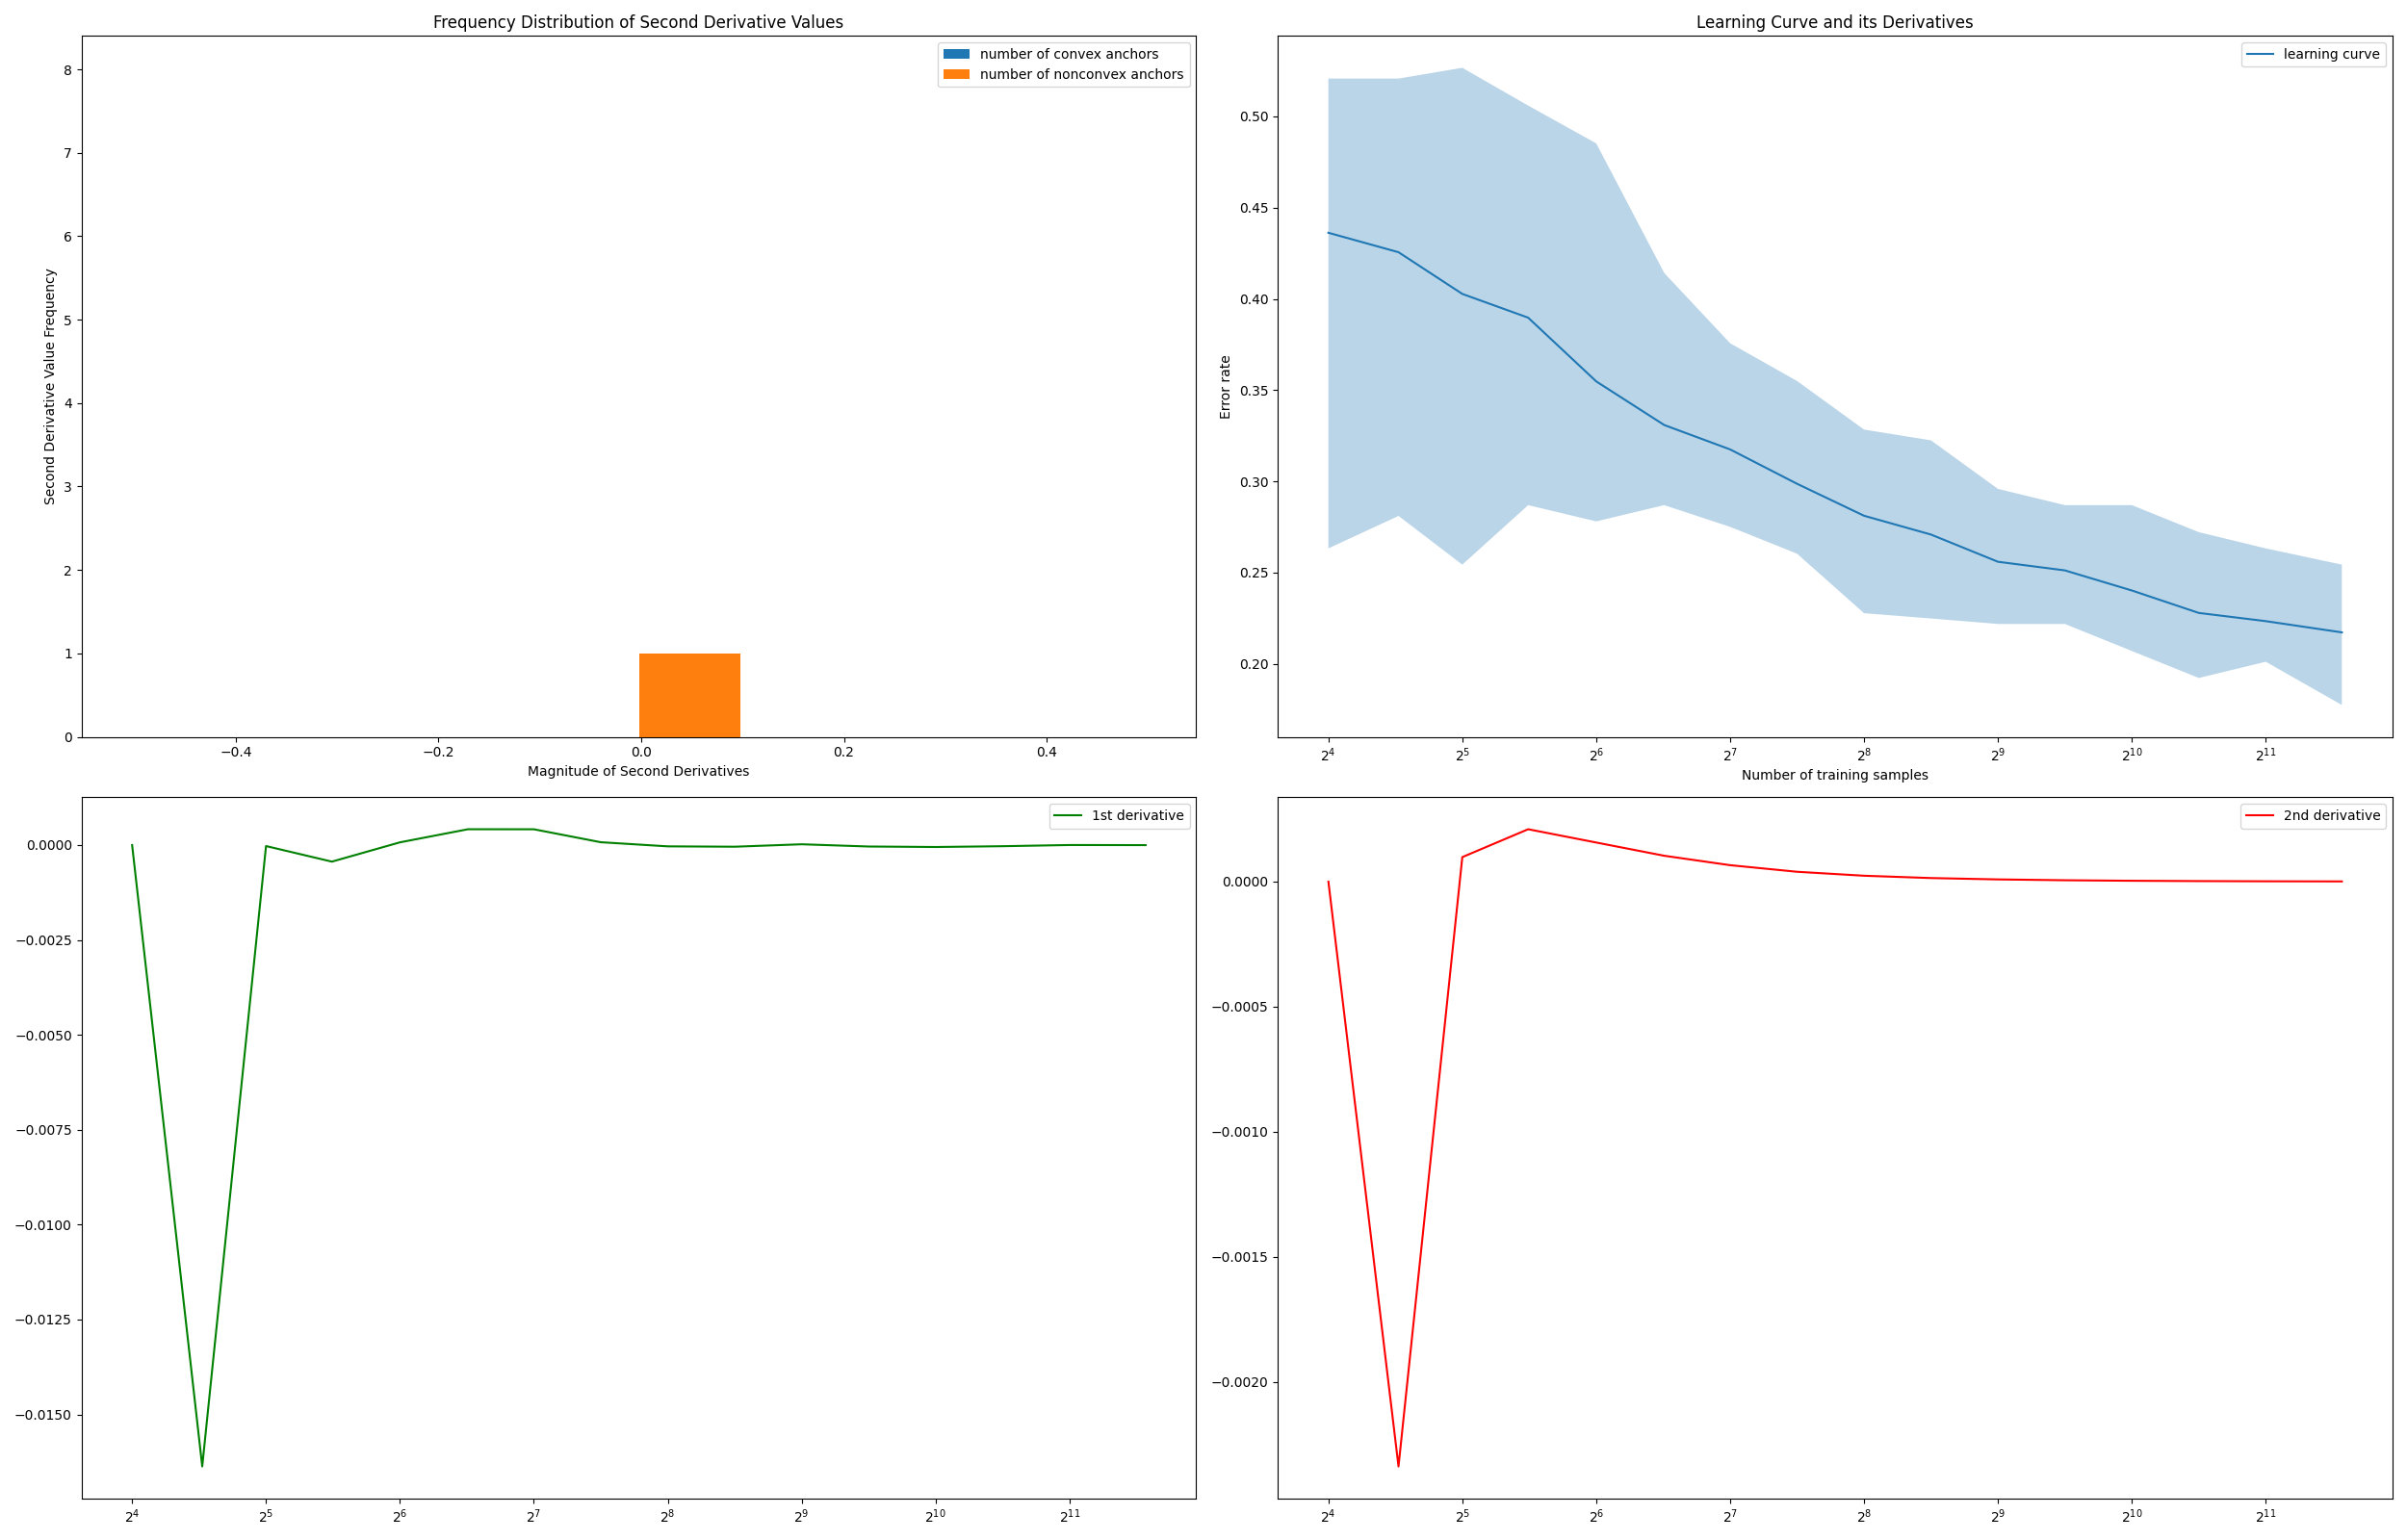 Frequency Distribution of Second Derivative Values
number of convex anchors
number of nonconvex anchors
8
7
6
5
4
3
2
1
0
Second Derivative Value Frequency
−0.4 −0.2 0.0 0.2 0.4
Magnitude of Second Derivatives
Learning Curve and its Derivatives
learning curve
0.50
0.45
0.40
0.35
0.30
0.25
0.20
Error rate
2⁴ 2⁵ 2⁶ 2⁷ 2⁸ 2⁹ 2¹⁰ 2¹¹
Number of training samples
1st derivative
0.0000
−0.0025
−0.0050
−0.0075
−0.0100
−0.0125
−0.0150
2⁴ 2⁵ 2⁶ 2⁷ 2⁸ 2⁹ 2¹⁰ 2¹¹
2nd derivative
0.0000
−0.0005
−0.0010
−0.0015
−0.0020
2⁴ 2⁵ 2⁶ 2⁷ 2⁸ 2⁹ 2¹⁰ 2¹¹